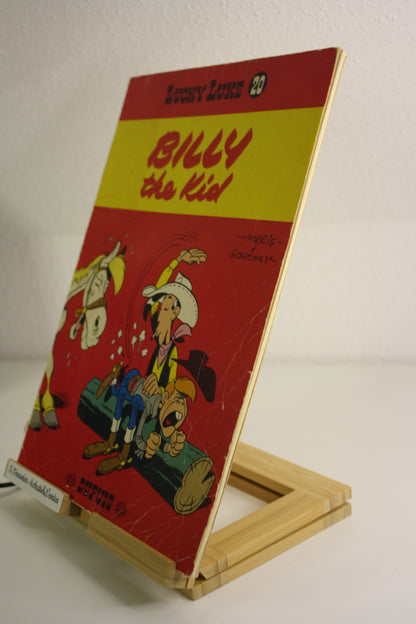 LUCKY LUKE 20
BILLY
the Kid
MORRIS
& GOSCINNY
DUPUIS